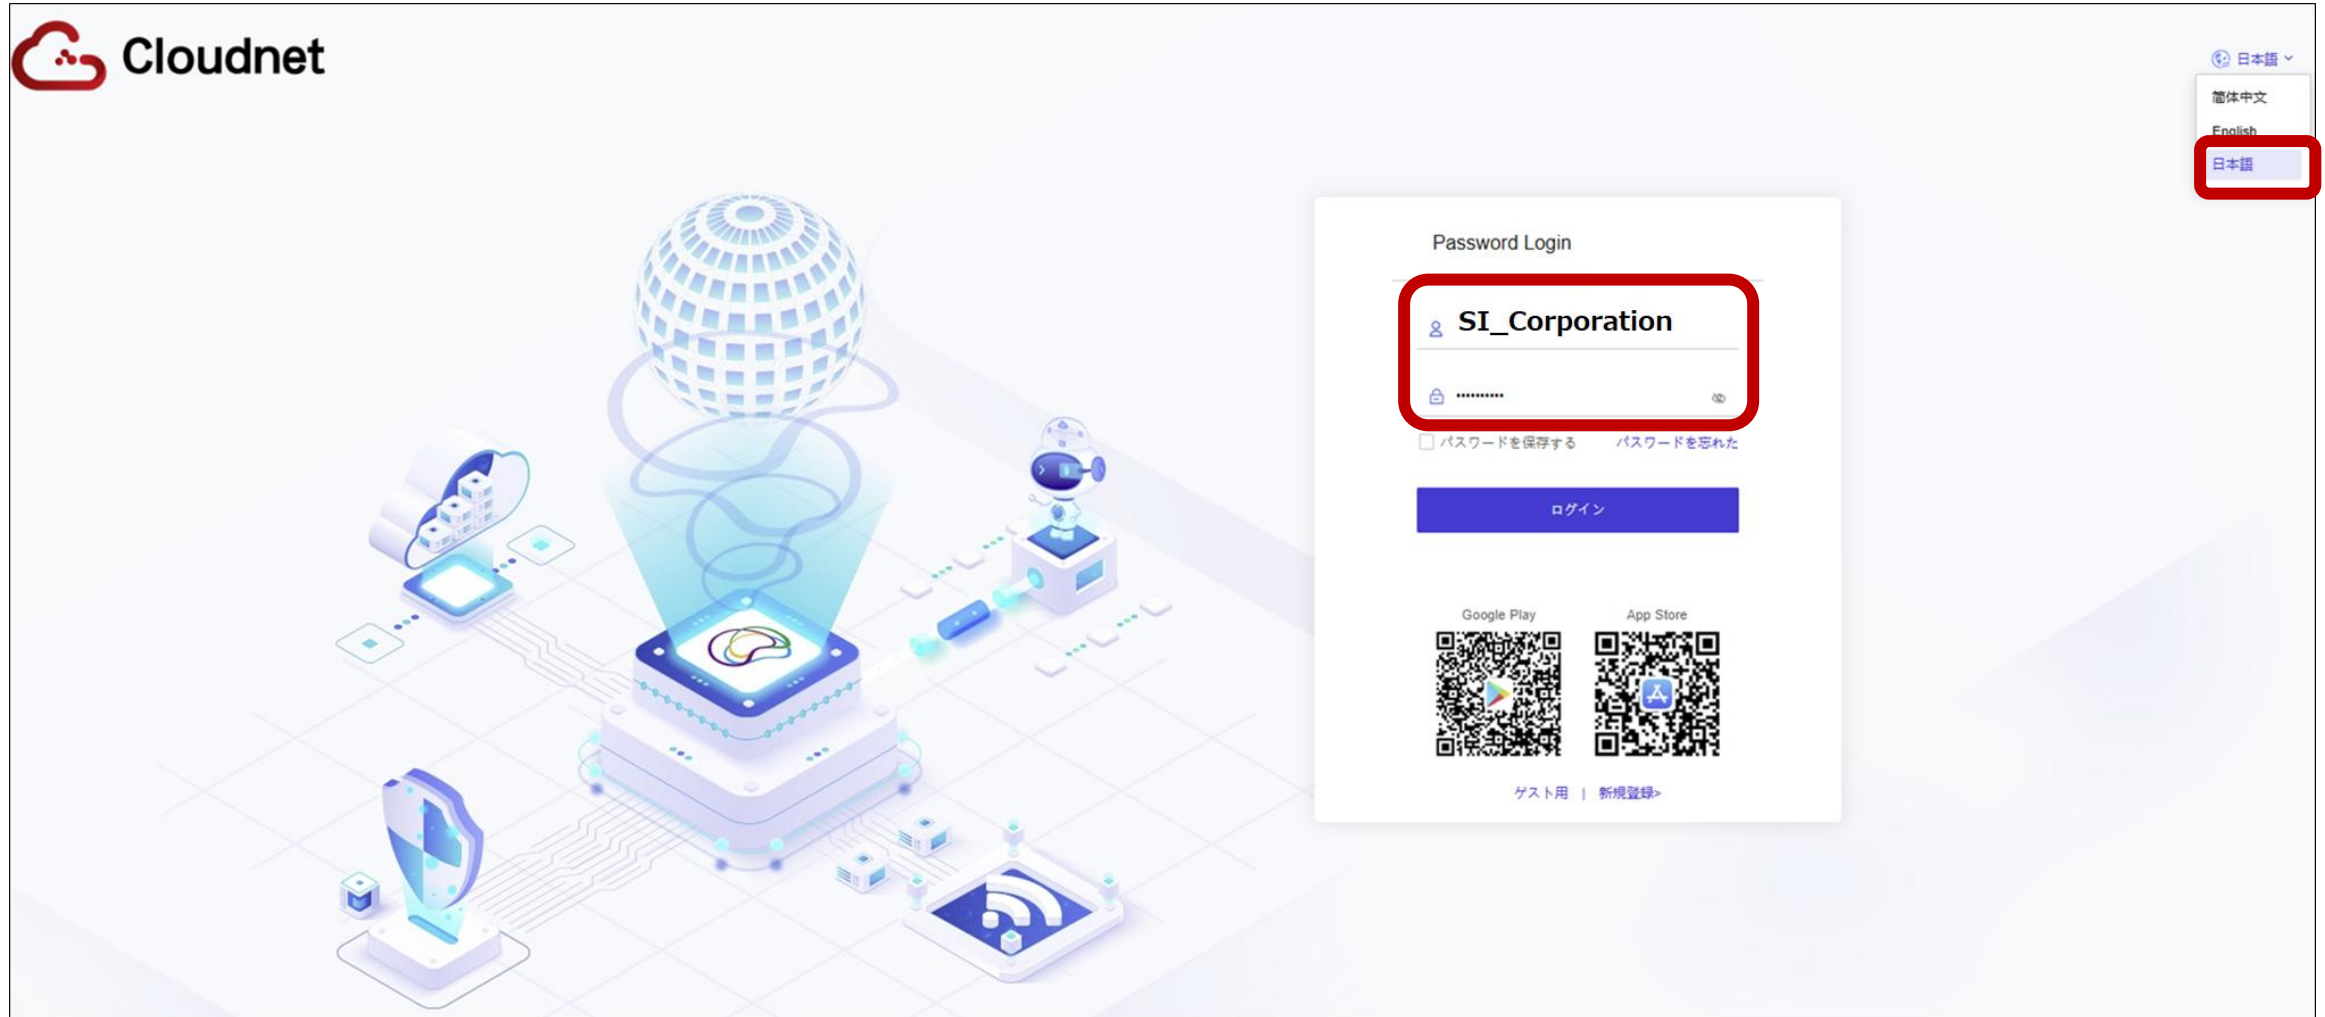 Cloudnet
日本語
简体中文
English
日本語
Password Login
SI_Corporation
••••••••••
パスワードを保存する パスワードを忘れた
ログイン
Google Play App Store
ゲスト用 | 新規登録>